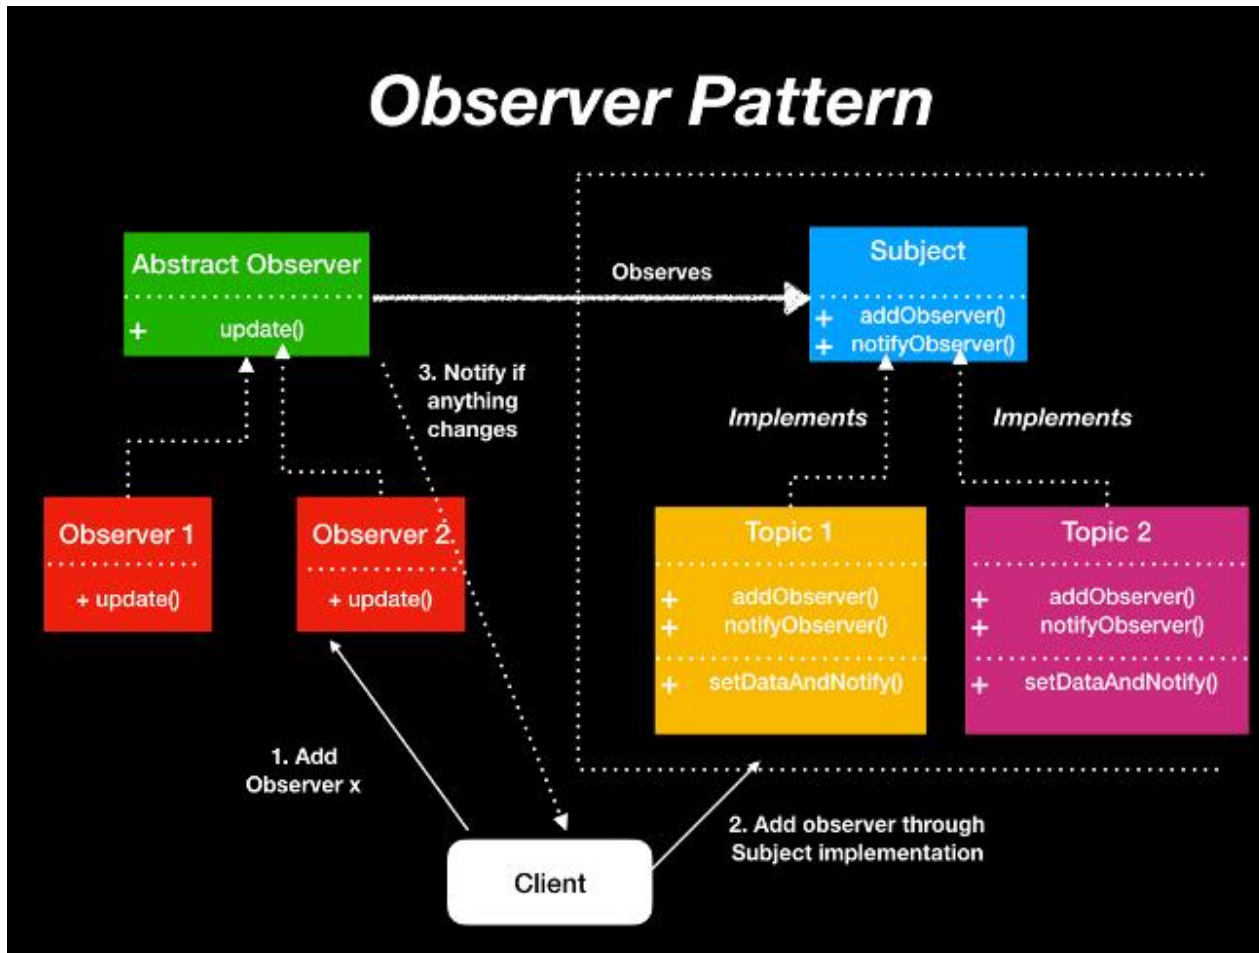 Observer Pattern
Abstract Observer
+ update()
Observes
Subject
+ addObserver()
+ notifyObserver()
3. Notify if
anything
changes
Implements
Implements
Observer 1
+ update()
Observer 2
+ update()
Topic 1
+ addObserver()
+ notifyObserver()
+ setDataAndNotify()
Topic 2
+ addObserver()
+ notifyObserver()
+ setDataAndNotify()
1. Add
Observer x
2. Add observer through
Subject implementation
Client